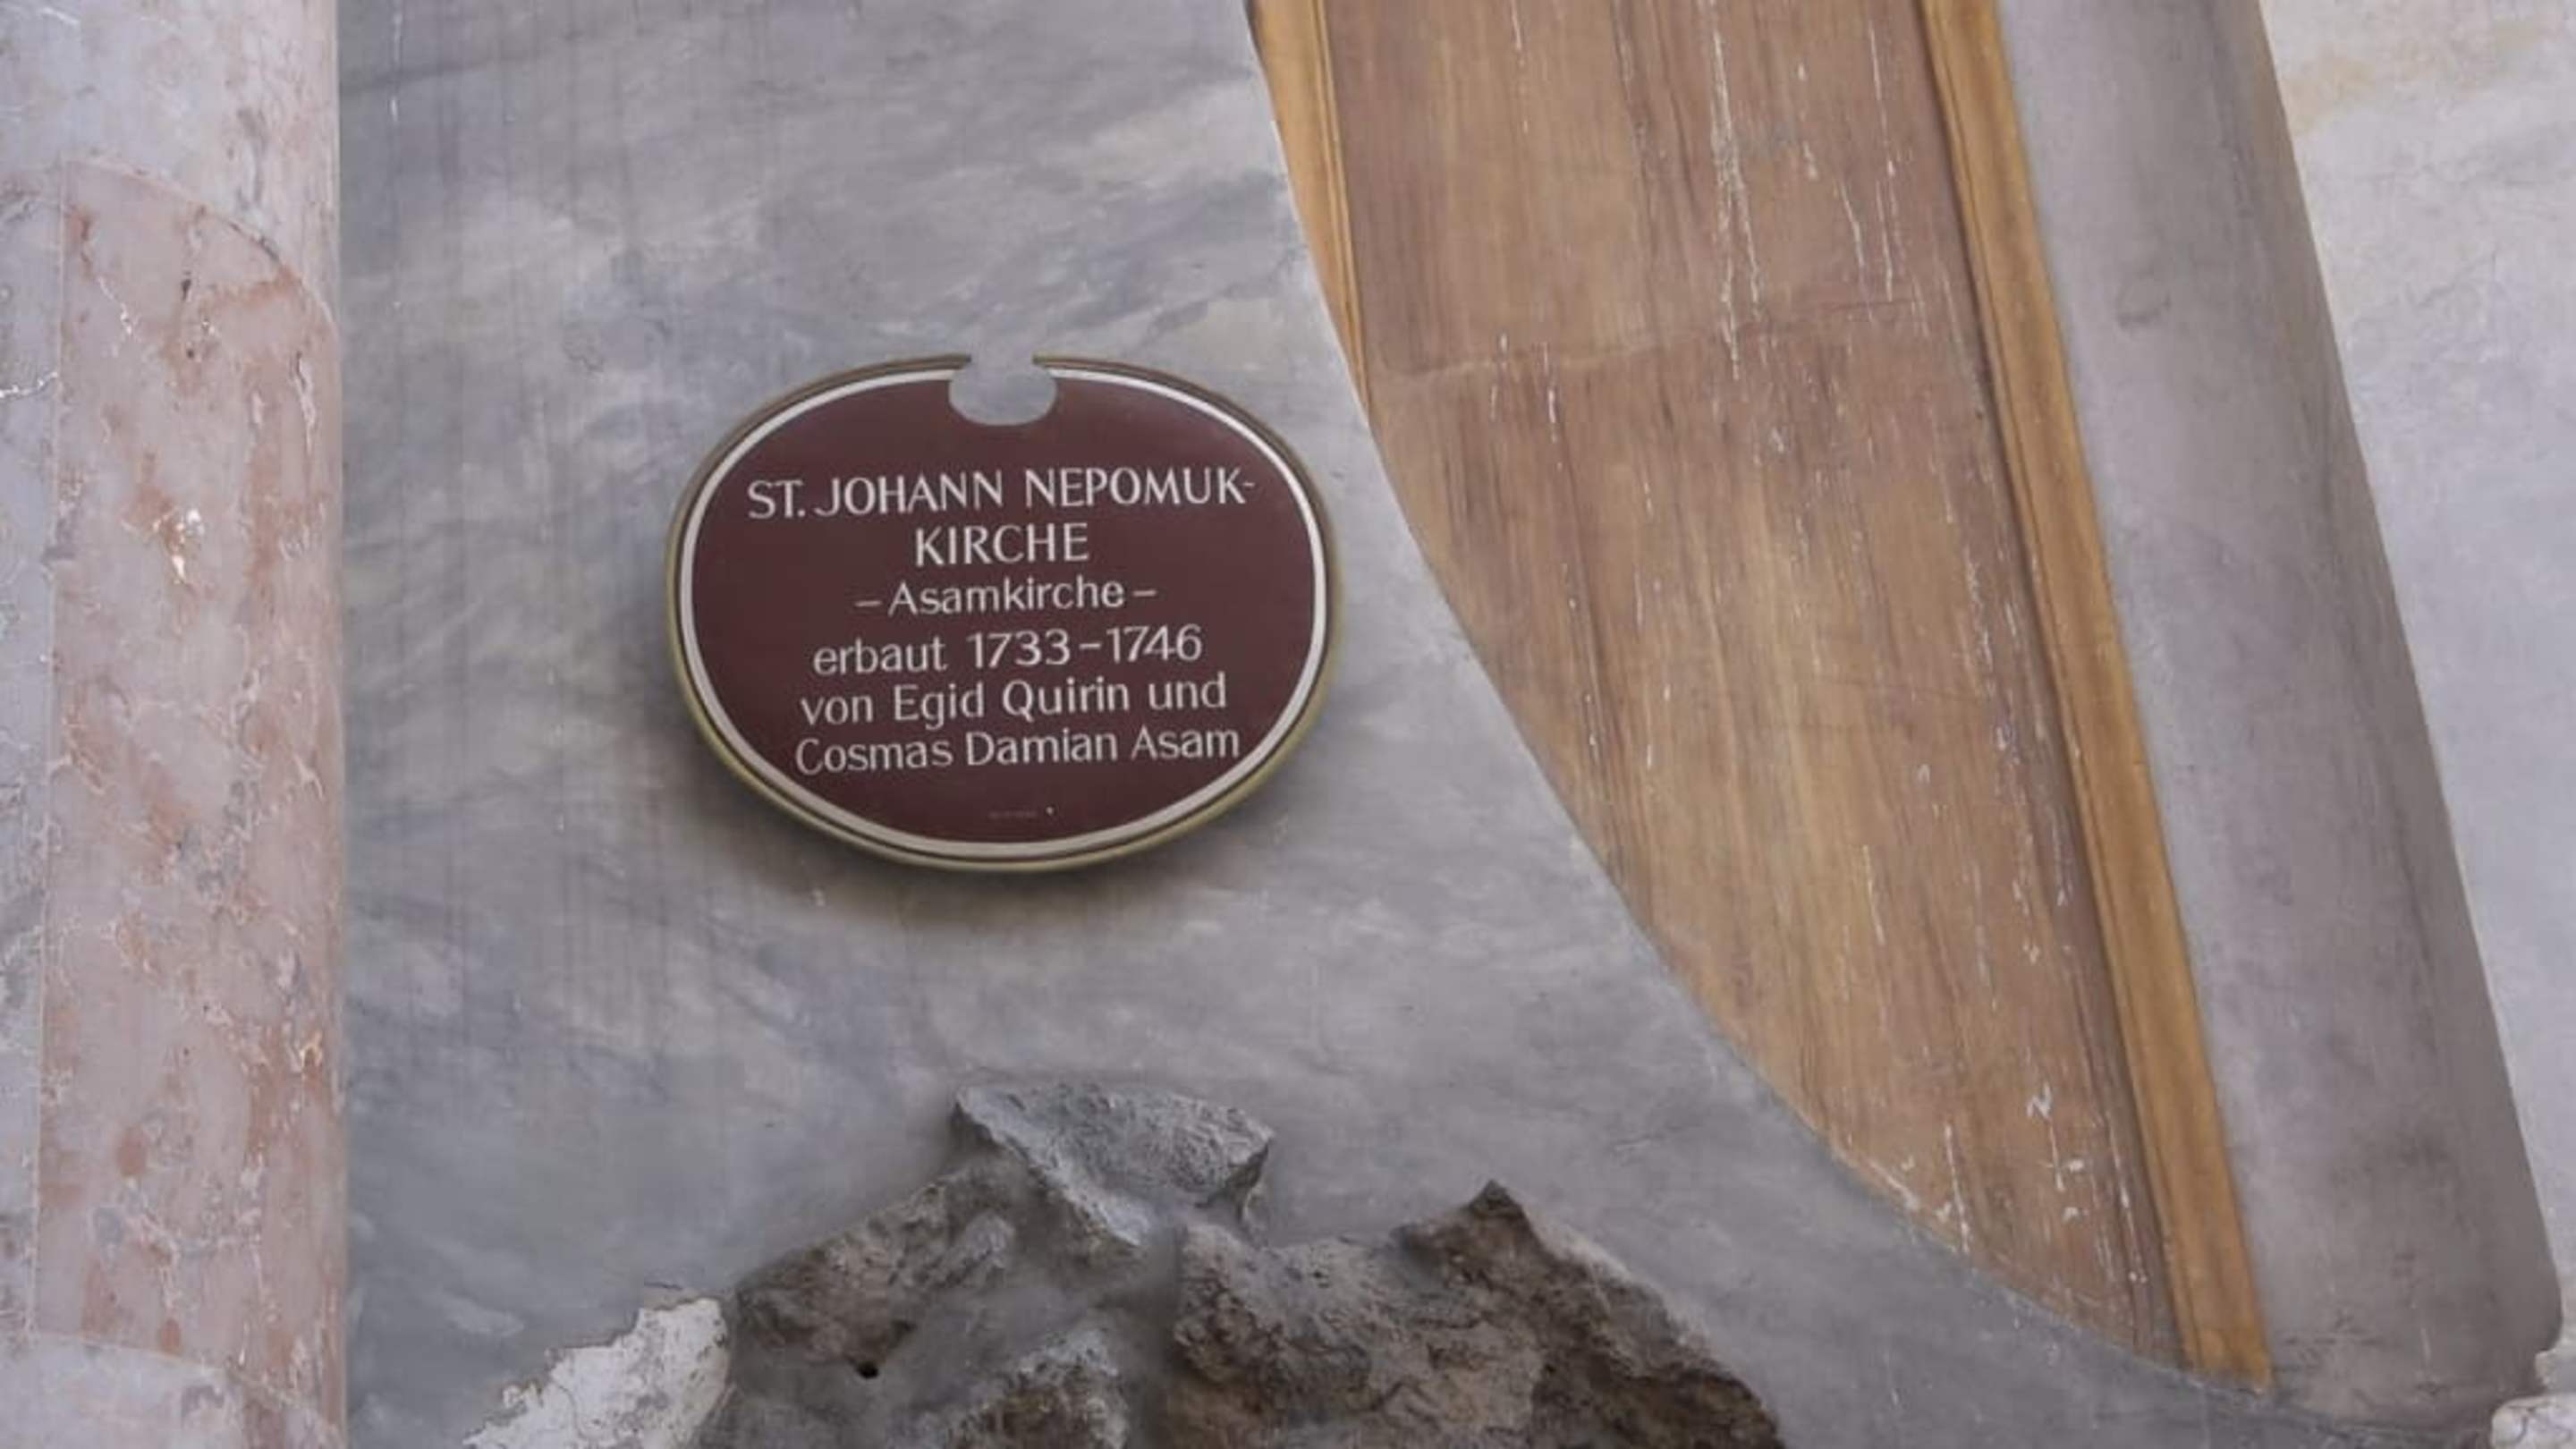 ST. JOHANN NEPOMUK-
KIRCHE
– Asamkirche –
erbaut 1733–1746
von Egid Quirin und
Cosmas Damian Asam